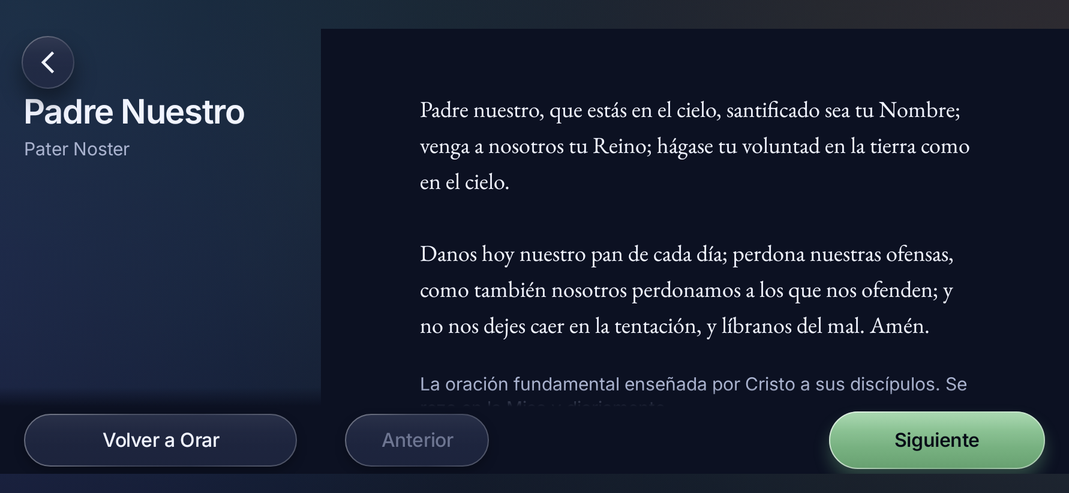 Padre Nuestro
Pater Noster
Padre nuestro, que estás en el cielo, santificado sea tu Nombre;
venga a nosotros tu Reino; hágase tu voluntad en la tierra como
en el cielo.
Danos hoy nuestro pan de cada día; perdona nuestras ofensas,
como también nosotros perdonamos a los que nos ofenden; y
no nos dejes caer en la tentación, y líbranos del mal. Amén.
La oración fundamental enseñada por Cristo a sus discípulos. Se
Volver a Orar
Anterior
Siguiente